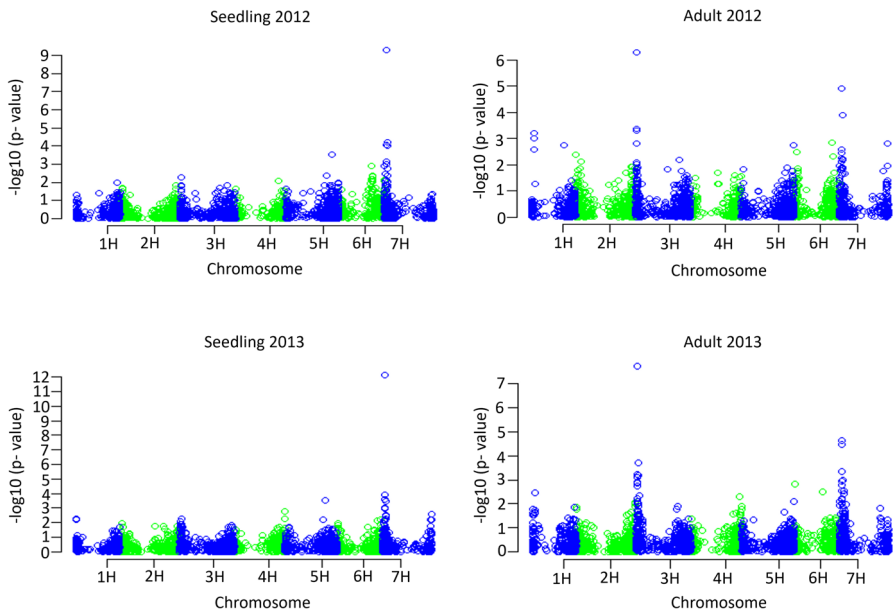 Seedling 2012
-log10 (p- value)
9
8
7
6
5
4
3
2
1
0
1H 2H 3H 4H 5H 6H 7H
Chromosome
Adult 2012
-log10 (p- value)
6
5
4
3
2
1
0
1H 2H 3H 4H 5H 6H 7H
Chromosome
Seedling 2013
-log10 (p- value)
12
11
10
9
8
7
6
5
4
3
2
1
0
1H 2H 3H 4H 5H 6H 7H
Chromosome
Adult 2013
-log10 (p- value)
7
6
5
4
3
2
1
0
1H 2H 3H 4H 5H 6H 7H
Chromosome